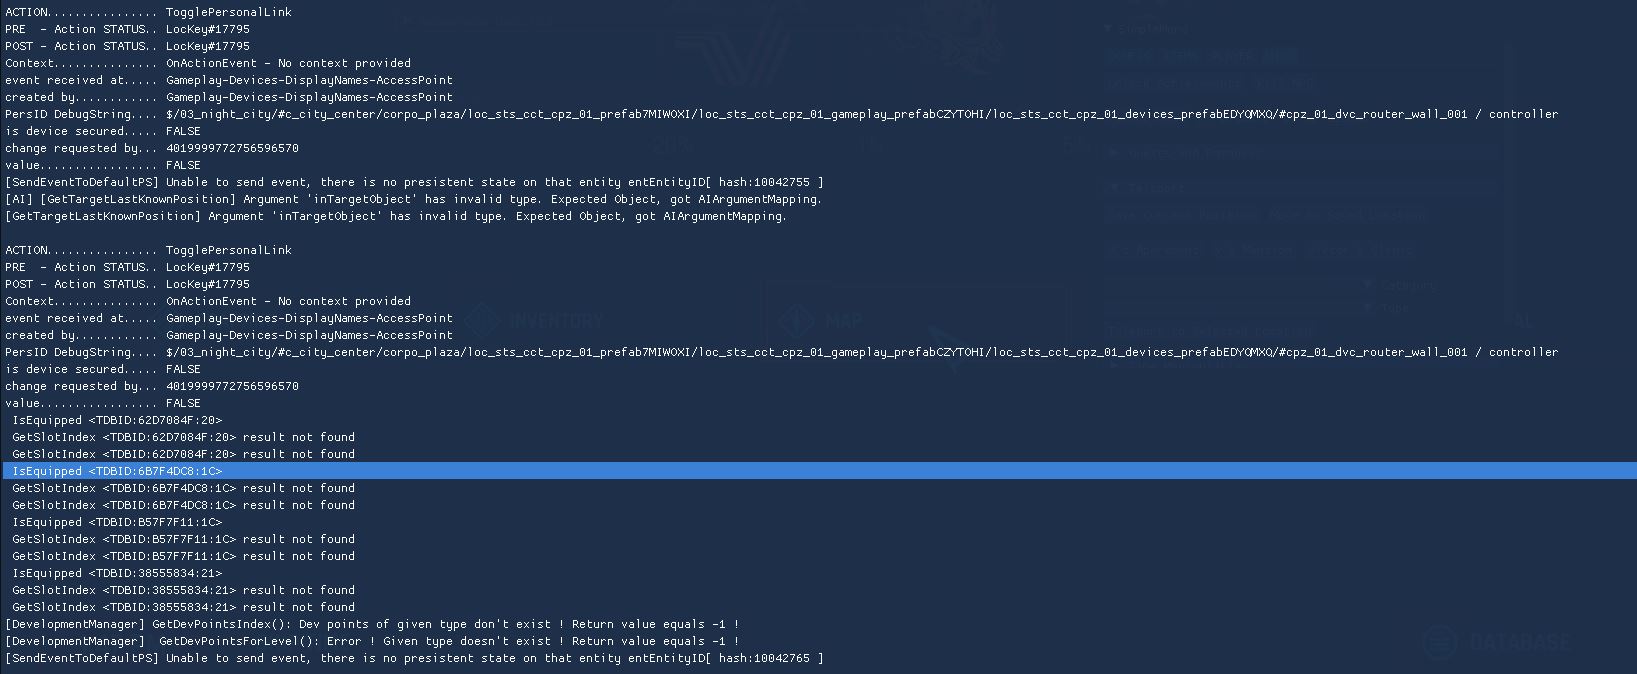 ACTION................ TogglePersonalLink
PRE  - Action STATUS.. LocKey#17795
POST - Action STATUS.. LocKey#17795
Context............... OnActionEvent - No context provided
event received at..... Gameplay-Devices-DisplayNames-AccessPoint
created by............ Gameplay-Devices-DisplayNames-AccessPoint
PersID DebugString.... $/03_night_city/#c_city_center/corpo_plaza/loc_sts_cct_cpz_01_prefab7MIWOXI/loc_sts_cct_cpz_01_gameplay_prefabCZYTOHI/loc_sts_cct_cpz_01_devices_prefabEDYQMXQ/#cpz_01_dvc_router_wall_001 / controller
is device secured..... FALSE
change requested by... 4019999772756596570
value................. FALSE
[SendEventToDefaultPS] Unable to send event, there is no presistent state on that entity entEntityID[ hash:10042755 ]
[AI] [GetTargetLastKnownPosition] Argument 'inTargetObject' has invalid type. Expected Object, got AIArgumentMapping.
[GetTargetLastKnownPosition] Argument 'inTargetObject' has invalid type. Expected Object, got AIArgumentMapping.
ACTION................ TogglePersonalLink
PRE  - Action STATUS.. LocKey#17795
POST - Action STATUS.. LocKey#17795
Context............... OnActionEvent - No context provided
event received at..... Gameplay-Devices-DisplayNames-AccessPoint
created by............ Gameplay-Devices-DisplayNames-AccessPoint
PersID DebugString.... $/03_night_city/#c_city_center/corpo_plaza/loc_sts_cct_cpz_01_prefab7MIWOXI/loc_sts_cct_cpz_01_gameplay_prefabCZYTOHI/loc_sts_cct_cpz_01_devices_prefabEDYQMXQ/#cpz_01_dvc_router_wall_001 / controller
is device secured..... FALSE
change requested by... 4019999772756596570
value................. FALSE
IsEquipped <TDBID:62D7084F:20>
GetSlotIndex <TDBID:62D7084F:20> result not found
GetSlotIndex <TDBID:62D7084F:20> result not found
IsEquipped <TDBID:6B7F4DC8:1C>
GetSlotIndex <TDBID:6B7F4DC8:1C> result not found
GetSlotIndex <TDBID:6B7F4DC8:1C> result not found
IsEquipped <TDBID:B57F7F11:1C>
GetSlotIndex <TDBID:B57F7F11:1C> result not found
GetSlotIndex <TDBID:B57F7F11:1C> result not found
IsEquipped <TDBID:38555834:21>
GetSlotIndex <TDBID:38555834:21> result not found
GetSlotIndex <TDBID:38555834:21> result not found
[DevelopmentManager] GetDevPointsIndex(): Dev points of given type don't exist ! Return value equals -1 !
[DevelopmentManager]  GetDevPointsForLevel(): Error ! Given type doesn't exist ! Return value equals -1 !
[SendEventToDefaultPS] Unable to send event, there is no presistent state on that entity entEntityID[ hash:10042765 ]
INVENTORY
MAP
Category
Type
DATABASE